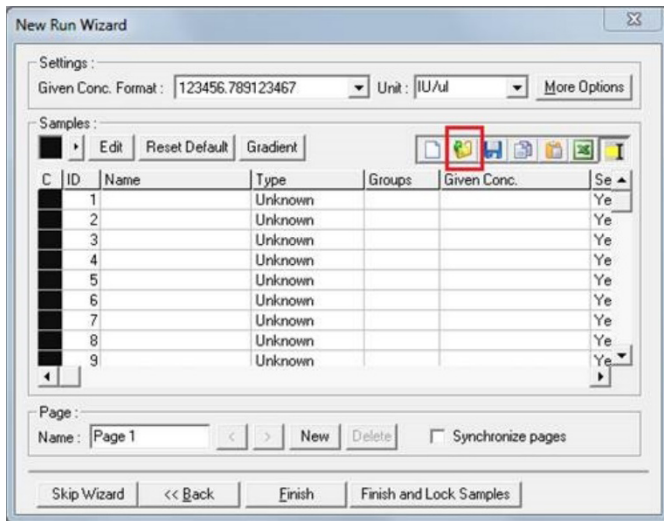 New Run Wizard
Settings :
Given Conc. Format : 123456.789123467 Unit : IU/ul More Options
Samples :
Edit Reset Default Gradient
C ID Name Type Groups Given Conc. Se
1 Unknown Ye
2 Unknown Ye
3 Unknown Ye
4 Unknown Ye
5 Unknown Ye
6 Unknown Ye
7 Unknown Ye
8 Unknown Ye
9 Unknown Ye
Page :
Name : Page 1 < > New Delete Synchronize pages
Skip Wizard << Back Finish Finish and Lock Samples